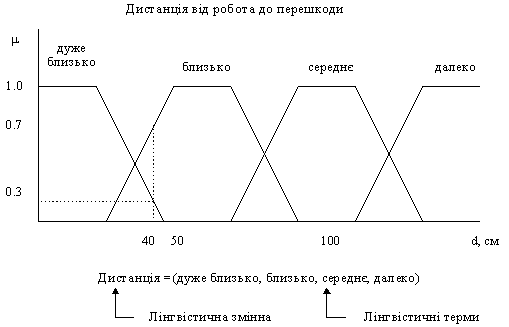 Дистанція від робота до перешкоди
μ
дуже
близько
близько
середнє
далеко
1.0
0.7
0.3
40 50 100 d, см
Дистанція = (дуже близько, близько, середнє, далеко)
Лінгвістична змінна Лінгвістичні терми